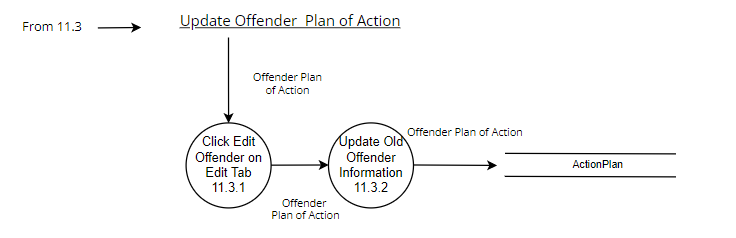 From 11.3
Update Offender Plan of Action
Offender Plan
of Action
Click Edit
Offender on
Edit Tab
11.3.1
Offender
Plan of Action
Update Old
Offender
Information
11.3.2
Offender Plan of Action
ActionPlan